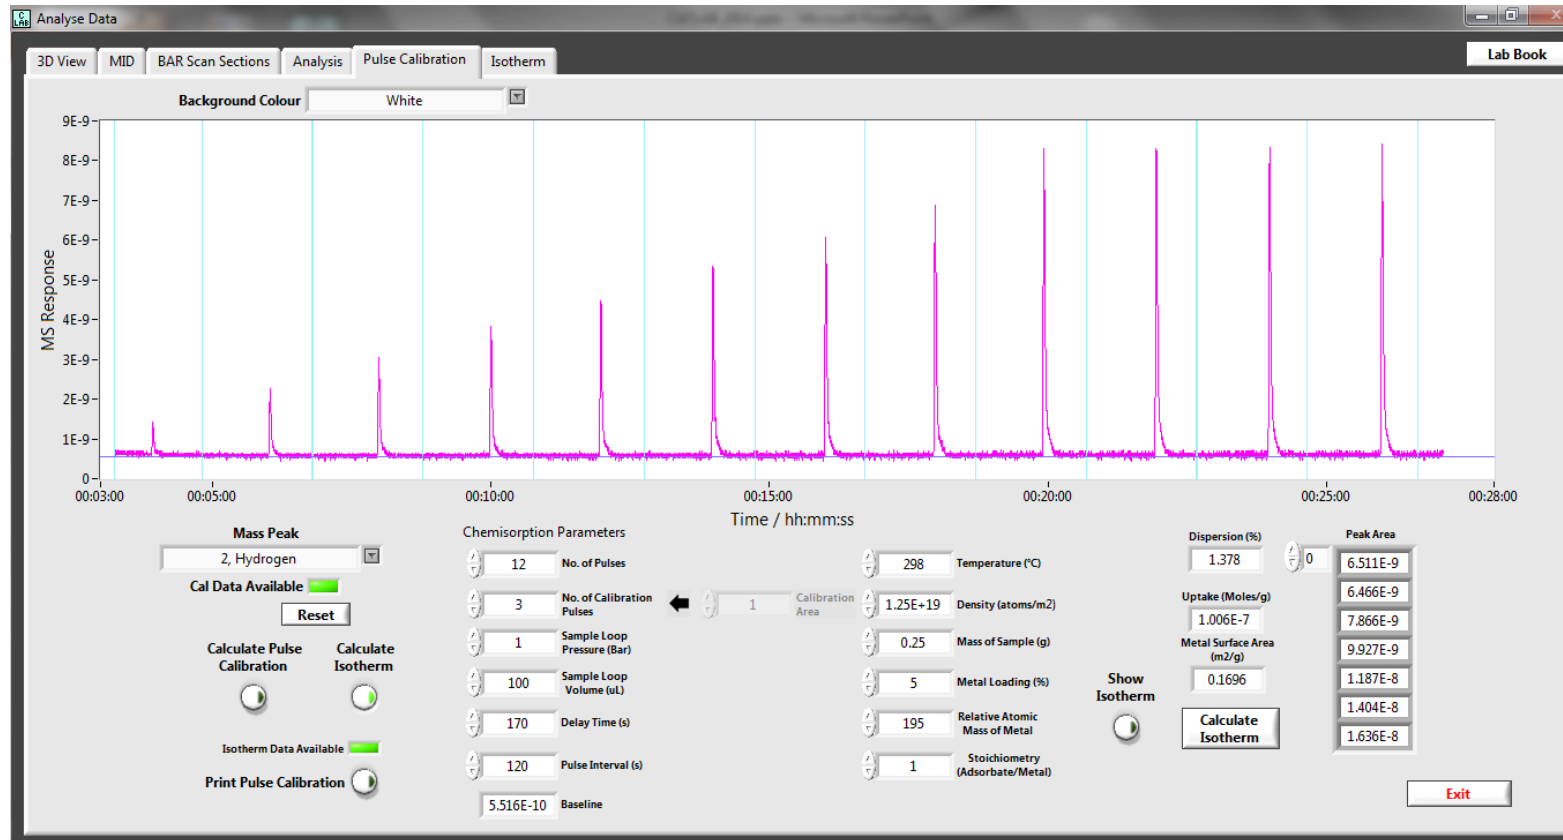 C
LAB
Analyse Data
3D View
MID
BAR Scan Sections
Analysis
Pulse Calibration
Isotherm
Lab Book
Background Colour
White
MS Response
9E-9
8E-9
7E-9
6E-9
5E-9
4E-9
3E-9
2E-9
1E-9
0
00:03:00
00:05:00
00:10:00
00:15:00
00:20:00
00:25:00
00:28:00
Time / hh:mm:ss
Mass Peak
2, Hydrogen
Cal Data Available
Reset
Calculate Pulse
Calibration
Calculate
Isotherm
Isotherm Data Available
Print Pulse Calibration
Chemisorption Parameters
12
No. of Pulses
3
No. of Calibration
Pulses
1
Calibration
Area
1
Sample Loop
Pressure (Bar)
100
Sample Loop
Volume (uL)
170
Delay Time (s)
120
Pulse Interval (s)
5.516E-10
Baseline
298
Temperature (°C)
1.25E+19
Density (atoms/m2)
0.25
Mass of Sample (g)
5
Metal Loading (%)
195
Relative Atomic
Mass of Metal
1
Stoichiometry
(Adsorbate/Metal)
Show
Isotherm
Dispersion (%)
1.378
Uptake (Moles/g)
1.006E-7
Metal Surface Area
(m2/g)
0.1696
Calculate
Isotherm
0
Peak Area
6.511E-9
6.466E-9
7.866E-9
9.927E-9
1.187E-8
1.404E-8
1.636E-8
Exit